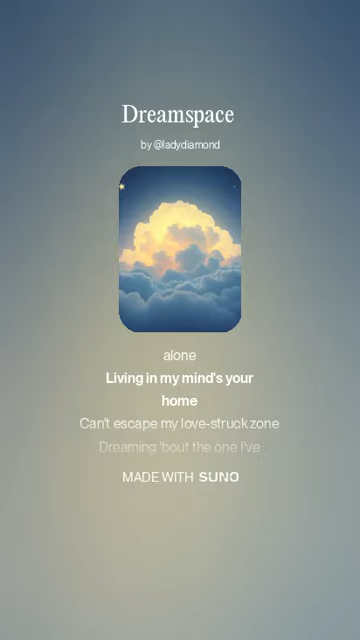 Dreamspace
by @ladydiamond
alone
Living in my mind's your
home
Can't escape my love-struck zone
Dreaming 'bout the one I've
MADE WITH SUNO